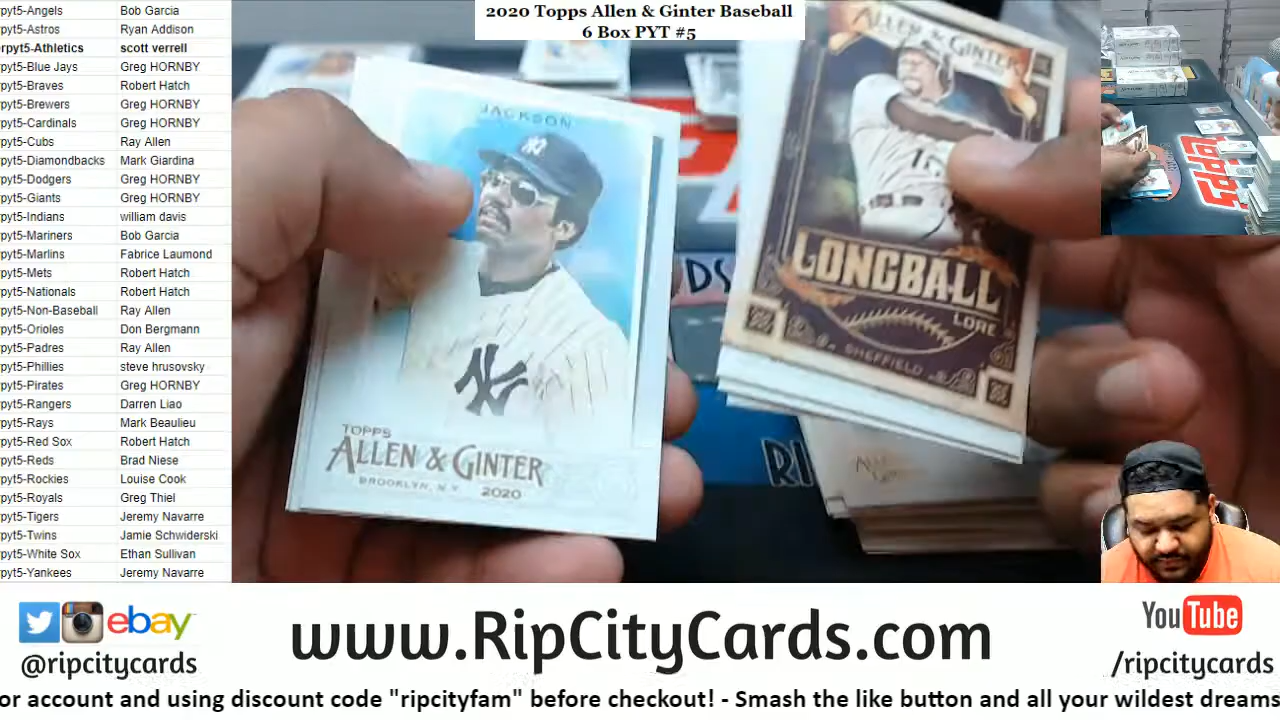 pyt5-Angels Bob Garcia
pyt5-Astros Ryan Addison
rpyt5-Athletics scott verrell
pyt5-Blue Jays Greg HORNBY
pyt5-Braves Robert Hatch
pyt5-Brewers Greg HORNBY
pyt5-Cardinals Greg HORNBY
pyt5-Cubs Ray Allen
pyt5-Diamondbacks Mark Giardina
pyt5-Dodgers Greg HORNBY
pyt5-Giants Greg HORNBY
pyt5-Indians william davis
pyt5-Mariners Bob Garcia
pyt5-Marlins Fabrice Laumond
pyt5-Mets Robert Hatch
pyt5-Nationals Robert Hatch
pyt5-Non-Baseball Ray Allen
pyt5-Orioles Don Bergmann
pyt5-Padres Ray Allen
pyt5-Phillies steve hrusovsky
pyt5-Pirates Greg HORNBY
pyt5-Rangers Darren Liao
pyt5-Rays Mark Beaulieu
pyt5-Red Sox Robert Hatch
pyt5-Reds Brad Niese
pyt5-Rockies Louise Cook
pyt5-Royals Greg Thiel
pyt5-Tigers Jeremy Navarre
pyt5-Twins Jamie Schwiderski
pyt5-White Sox Ethan Sullivan
pyt5-Yankees Jeremy Navarre
2020 Topps Allen & Ginter Baseball
6 Box PYT #5
JACKSON
NY
NY
TOPPS
ALLEN & GINTER
BROOKLYN, N.Y. 2020
ALLEN & GINTER
LONGBALL
LORE
SHEFFIELD
DS
RI
topps
ebay
@ripcitycards
www.RipCityCards.com
YouTube
/ripcitycards
or account and using discount code "ripcityfam" before checkout! - Smash the like button and all your wildest dreams